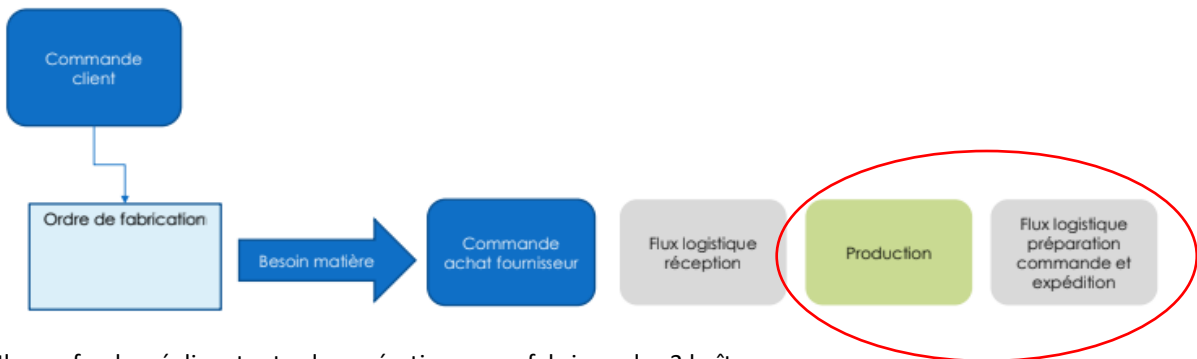 Commande
client
Ordre de fabrication
Besoin matière
Commande
achat fournisseur
Flux logistique
réception
Production
Flux logistique
préparation
commande et
expédition